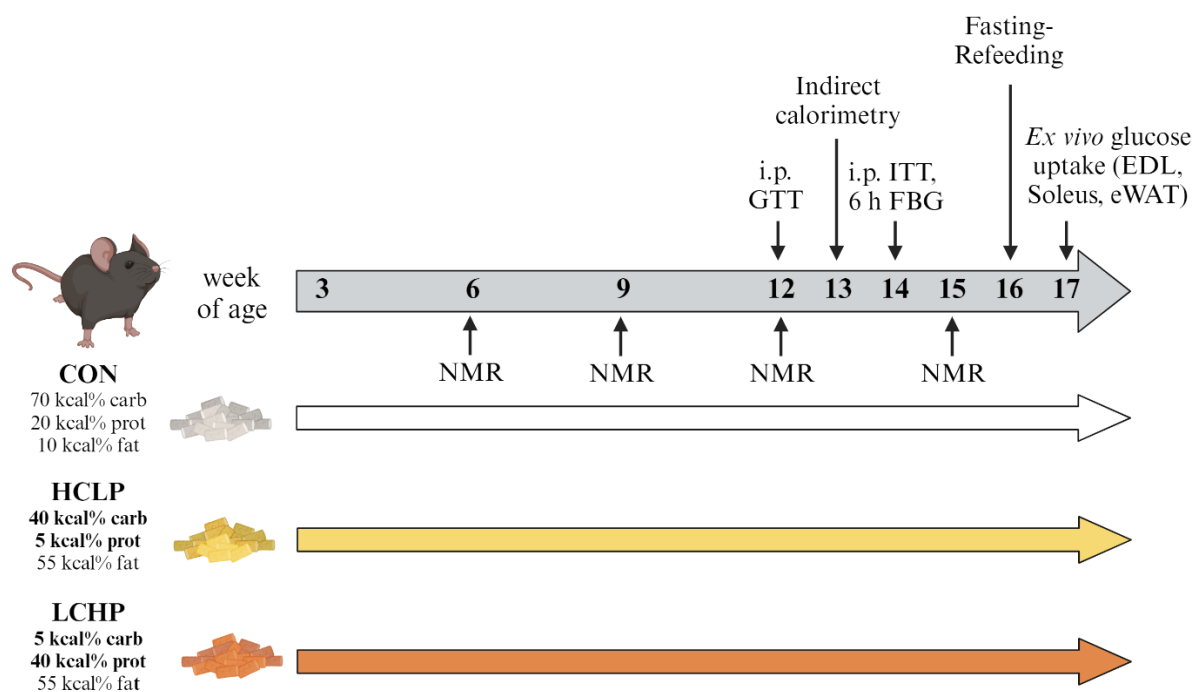 Fasting-
Refeeding
Indirect
calorimetry
Ex vivo glucose
uptake (EDL,
Soleus, eWAT)
i.p.
GTT
i.p. ITT,
6 h FBG
week
of age
3 6 9 12 13 14 15 16 17
NMR NMR NMR NMR
CON
70 kcal% carb
20 kcal% prot
10 kcal% fat
HCLP
40 kcal% carb
5 kcal% prot
55 kcal% fat
LCHP
5 kcal% carb
40 kcal% prot
55 kcal% fat